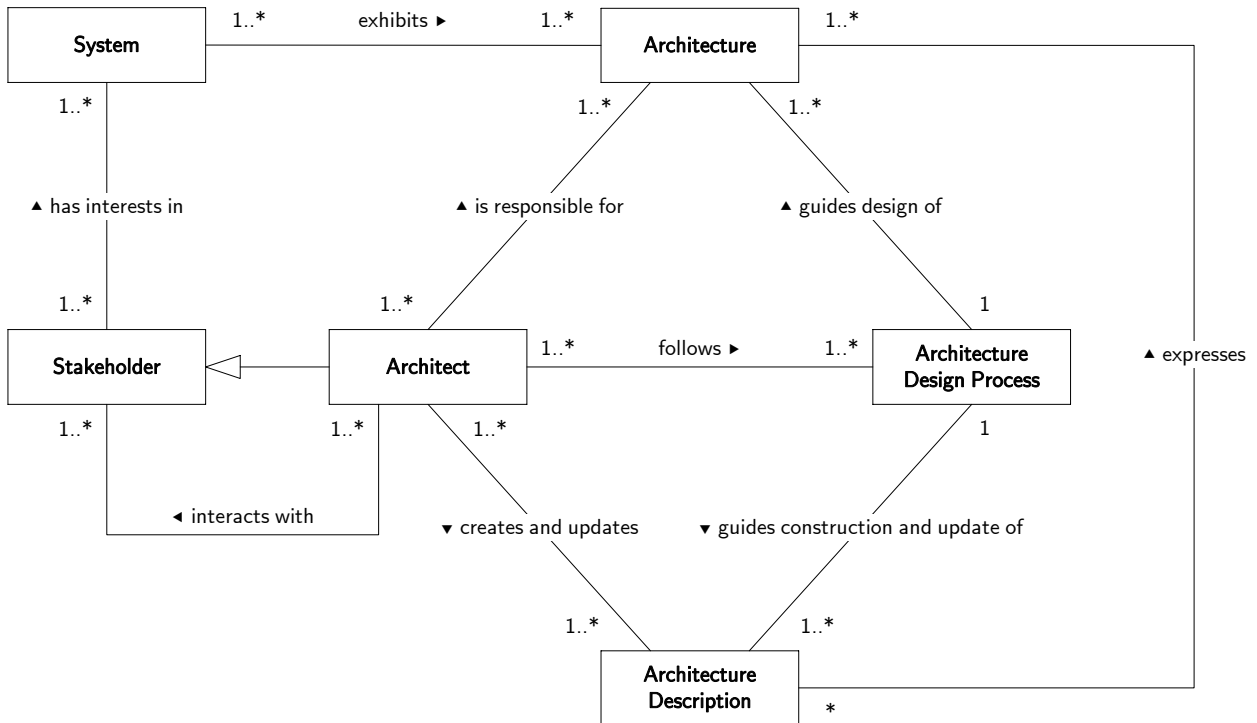 1..* exhibits ► 1..* 1..*
System
Architecture
1..* 1..* 1..*
▲ has interests in ▲ is responsible for ▲ guides design of
1..* 1..* 1
1..* follows ► 1..*
Stakeholder
Architect
Architecture
Design Process
▲ expresses
1..* 1..* 1..* 1
◄ interacts with
▼ creates and updates ▼ guides construction and update of
1..* 1..*
Architecture
Description
*